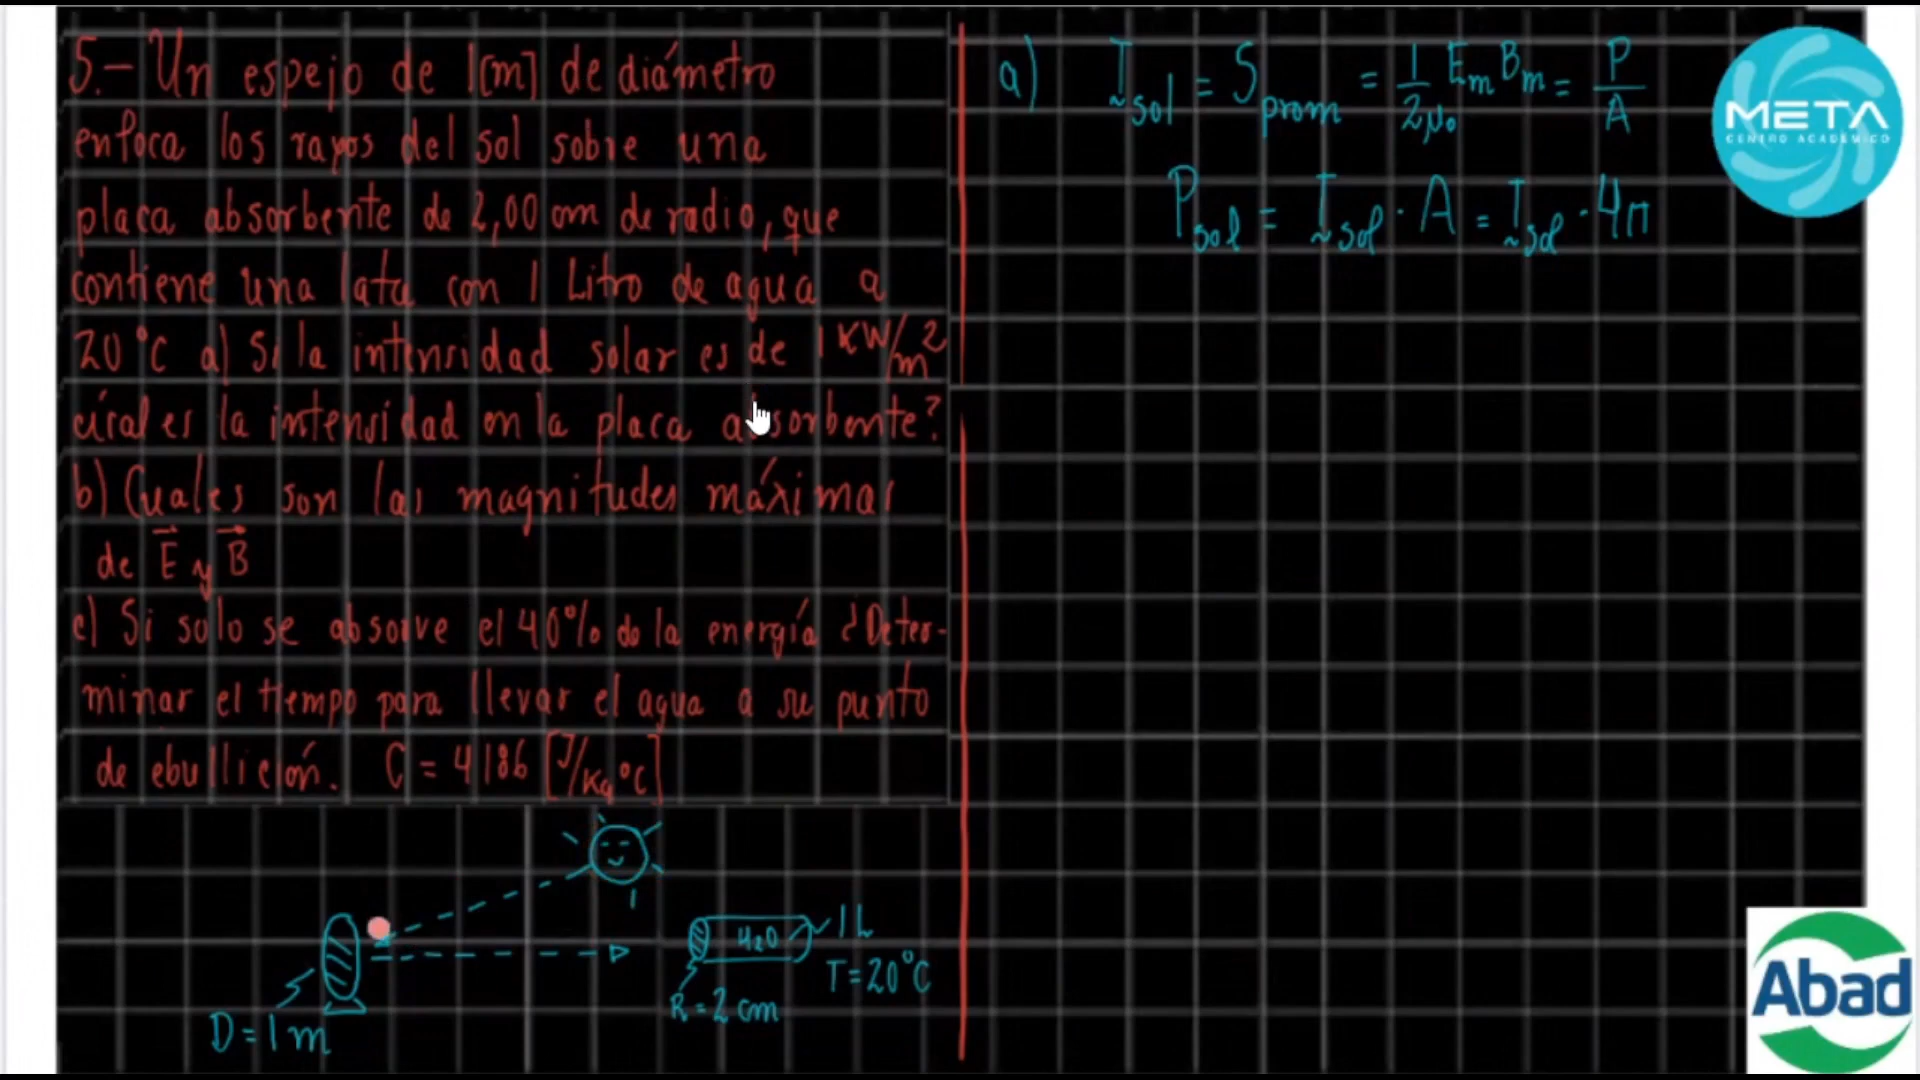 5.- Un espejo de 1[m] de diámetro
enfoca los rayos del sol sobre una
placa absorbente de 2,00 cm de radio, que
contiene una lata con 1 Litro de agua a
20°C a) Si la intensidad solar es de 1 KW/m²
cúal es la intensidad en la placa absorbente?
b) Cuales son las magnitudes máximas
de E⃗ y B⃗
c) Si solo se absorve el 40% de la energía ¿Deter-
minar el tiempo para llevar el agua a su punto
de ebullición. C = 4186 [J/Kg°C]
D = 1m
H2O
1L
T=20°C
R = 2 cm
a) I sol = S prom = 1/2μ₀ Em Bm = P/A
P sol = I sol · A = I sol · 4π
META
CENTRO ACADÉMICO
Abad